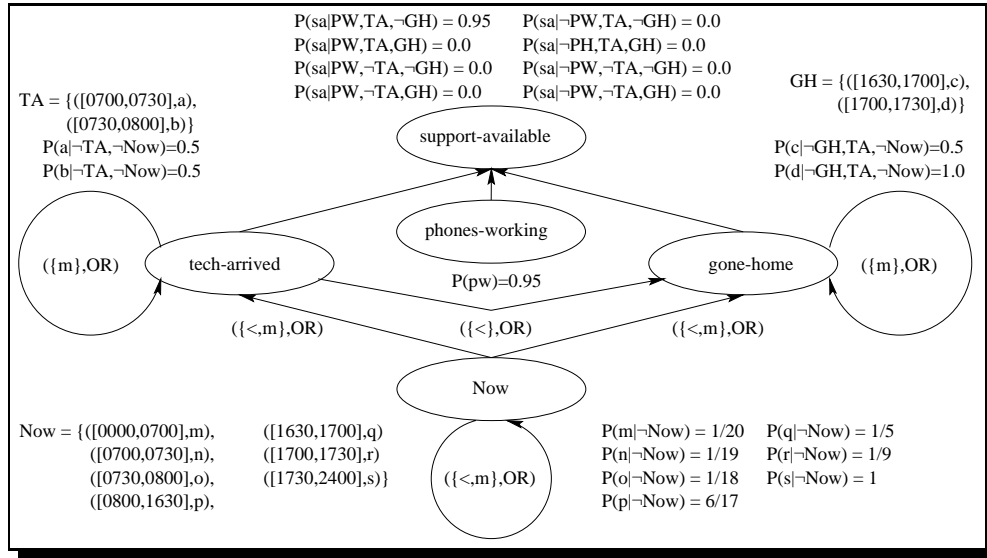 P(sa|PW,TA,¬GH) = 0.95 P(sa|¬PW,TA,¬GH) = 0.0
P(sa|PW,TA,GH) = 0.0 P(sa|¬PH,TA,GH) = 0.0
P(sa|PW,¬TA,¬GH) = 0.0 P(sa|¬PW,¬TA,¬GH) = 0.0
P(sa|PW,¬TA,GH) = 0.0 P(sa|¬PW,¬TA,GH) = 0.0
TA = {([0700,0730],a),
([0730,0800],b)}
P(a|¬TA,¬Now)=0.5
P(b|¬TA,¬Now)=0.5
GH = {([1630,1700],c),
([1700,1730],d)}
P(c|¬GH,TA,¬Now)=0.5
P(d|¬GH,TA,¬Now)=1.0
support-available
phones-working
({m},OR)
tech-arrived
P(pw)=0.95
gone-home
({m},OR)
({<,m},OR)
({<},OR)
({<,m},OR)
Now
({<,m},OR)
Now = {([0000,0700],m), ([1630,1700],q)
([0700,0730],n), ([1700,1730],r)
([0730,0800],o), ([1730,2400],s)}
([0800,1630],p),
P(m|¬Now) = 1/20 P(q|¬Now) = 1/5
P(n|¬Now) = 1/19 P(r|¬Now) = 1/9
P(o|¬Now) = 1/18 P(s|¬Now) = 1
P(p|¬Now) = 6/17